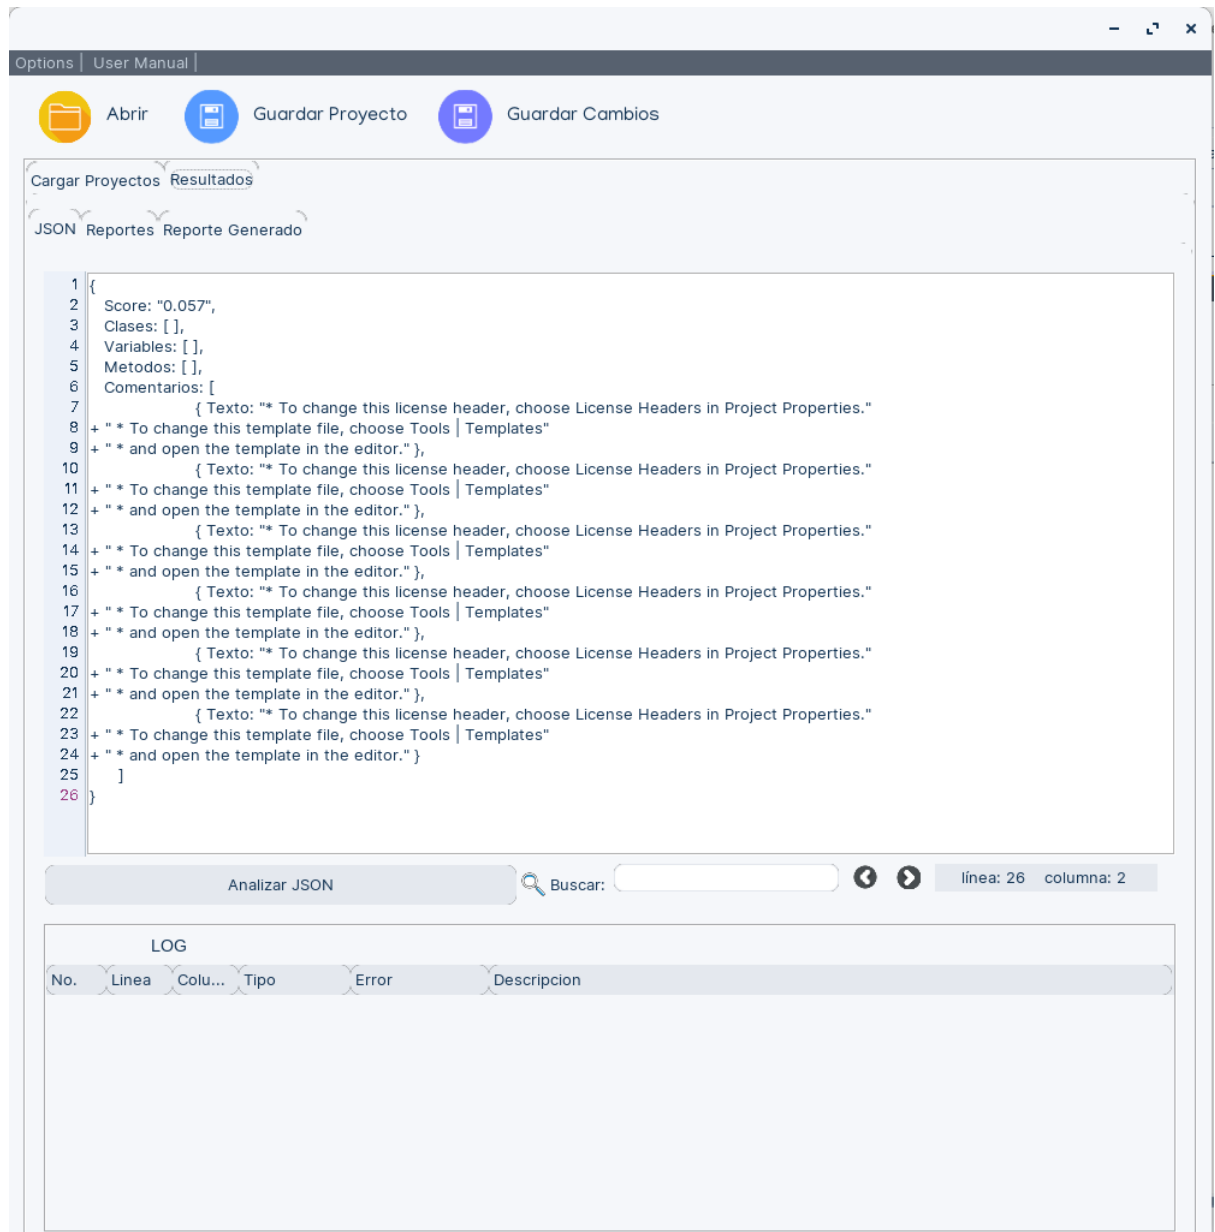 Options | User Manual |
Abrir Guardar Proyecto Guardar Cambios
Cargar Proyectos Resultados
JSON Reportes Reporte Generado
1 {
2 Score: "0.057",
3 Clases: [ ],
4 Variables: [ ],
5 Metodos: [ ],
6 Comentarios: [
7 { Texto: "* To change this license header, choose License Headers in Project Properties."
8 + " * To change this template file, choose Tools | Templates"
9 + " * and open the template in the editor." },
10 { Texto: "* To change this license header, choose License Headers in Project Properties."
11 + " * To change this template file, choose Tools | Templates"
12 + " * and open the template in the editor." },
13 { Texto: "* To change this license header, choose License Headers in Project Properties."
14 + " * To change this template file, choose Tools | Templates"
15 + " * and open the template in the editor." },
16 { Texto: "* To change this license header, choose License Headers in Project Properties."
17 + " * To change this template file, choose Tools | Templates"
18 + " * and open the template in the editor." },
19 { Texto: "* To change this license header, choose License Headers in Project Properties."
20 + " * To change this template file, choose Tools | Templates"
21 + " * and open the template in the editor." },
22 { Texto: "* To change this license header, choose License Headers in Project Properties."
23 + " * To change this template file, choose Tools | Templates"
24 + " * and open the template in the editor." }
25 ]
26 }
Analizar JSON Buscar: línea: 26 columna: 2
LOG
No. Linea Colu... Tipo Error Descripcion